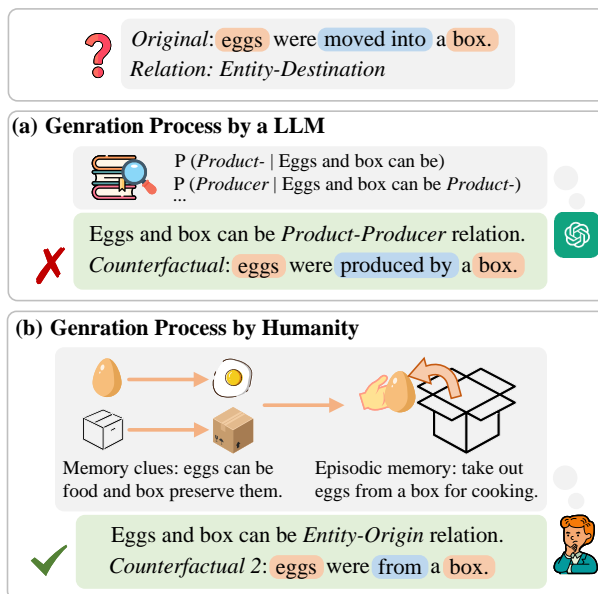 Original: eggs were moved into a box.
Relation: Entity-Destination
(a) Genration Process by a LLM
P (Product- | Eggs and box can be)
P (Producer | Eggs and box can be Product-)
...
Eggs and box can be Product-Producer relation.
Counterfactual: eggs were produced by a box.
(b) Genration Process by Humanity
Memory clues: eggs can be
food and box preserve them.
Episodic memory: take out
eggs from a box for cooking.
Eggs and box can be Entity-Origin relation.
Counterfactual 2: eggs were from a box.